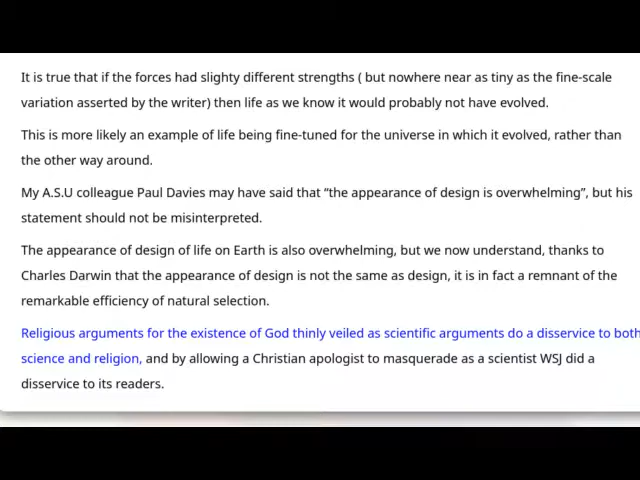 It is true that if the forces had slighty different strengths ( but nowhere near as tiny as the fine-scale
variation asserted by the writer) then life as we know it would probably not have evolved.
This is more likely an example of life being fine-tuned for the universe in which it evolved, rather than
the other way around.
My A.S.U colleague Paul Davies may have said that “the appearance of design is overwhelming”, but his
statement should not be misinterpreted.
The appearance of design of life on Earth is also overwhelming, but we now understand, thanks to
Charles Darwin that the appearance of design is not the same as design, it is in fact a remnant of the
remarkable efficiency of natural selection.
Religious arguments for the existence of God thinly veiled as scientific arguments do a disservice to both
science and religion, and by allowing a Christian apologist to masquerade as a scientist WSJ did a
disservice to its readers.